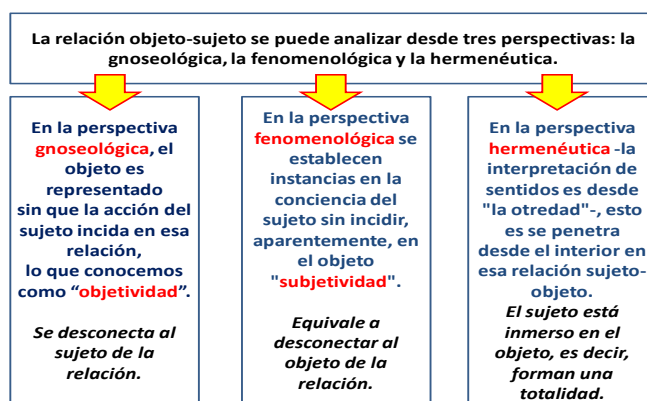 La relación objeto-sujeto se puede analizar desde tres perspectivas: la
gnoseológica, la fenomenológica y la hermenéutica.
En la perspectiva
gnoseológica, el
objeto es
representado
sin que la acción del
sujeto incida en esa
relación,
lo que conocemos
como “objetividad”.
Se desconecta al
sujeto de la
relación.
En la perspectiva
fenomenológica se
establecen
instancias en la
conciencia del
sujeto sin incidir,
aparentemente, en
el objeto
"subjetividad".
Equivale a
desconectar al
objeto de la
relación.
En la perspectiva
hermenéutica -la
interpretación de
sentidos es desde
"la otredad"-, esto
es se penetra
desde el interior en
esa relación sujeto-
objeto.
El sujeto está
inmerso en el
objeto, es decir,
forman una
totalidad.